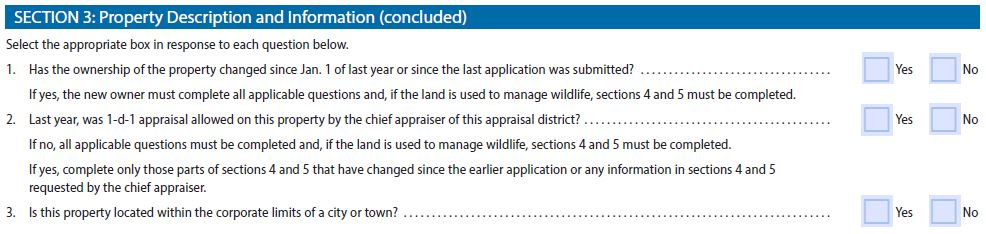 SECTION 3: Property Description and Information (concluded)
Select the appropriate box in response to each question below.
1. Has the ownership of the property changed since Jan. 1 of last year or since the last application was submitted? ................................ Yes No
If yes, the new owner must complete all applicable questions and, if the land is used to manage wildlife, sections 4 and 5 must be completed.
2. Last year, was 1-d-1 appraisal allowed on this property by the chief appraiser of this appraisal district? .......................................... Yes No
If no, all applicable questions must be completed and, if the land is used to manage wildlife, sections 4 and 5 must be completed.
If yes, complete only those parts of sections 4 and 5 that have changed since the earlier application or any information in sections 4 and 5
requested by the chief appraiser.
3. Is this property located within the corporate limits of a city or town? ........................................................................ Yes No